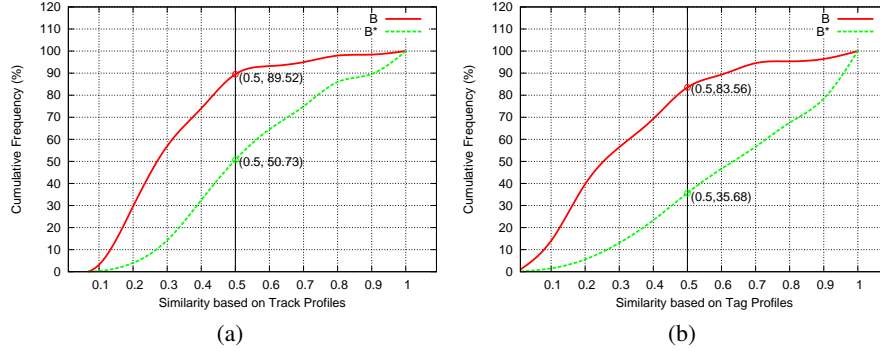 120
110
100
90
80
70
60
50
40
30
20
10
0
Cumulative Frequency (%)
B
B*
(0.5, 89.52)
(0.5, 50.73)
0.1 0.2 0.3 0.4 0.5 0.6 0.7 0.8 0.9 1
Similarity based on Track Profiles
(a)
120
110
100
90
80
70
60
50
40
30
20
10
0
Cumulative Frequency (%)
B
B*
(0.5,83.56)
(0.5,35.68)
0.1 0.2 0.3 0.4 0.5 0.6 0.7 0.8 0.9 1
Similarity based on Tag Profiles
(b)